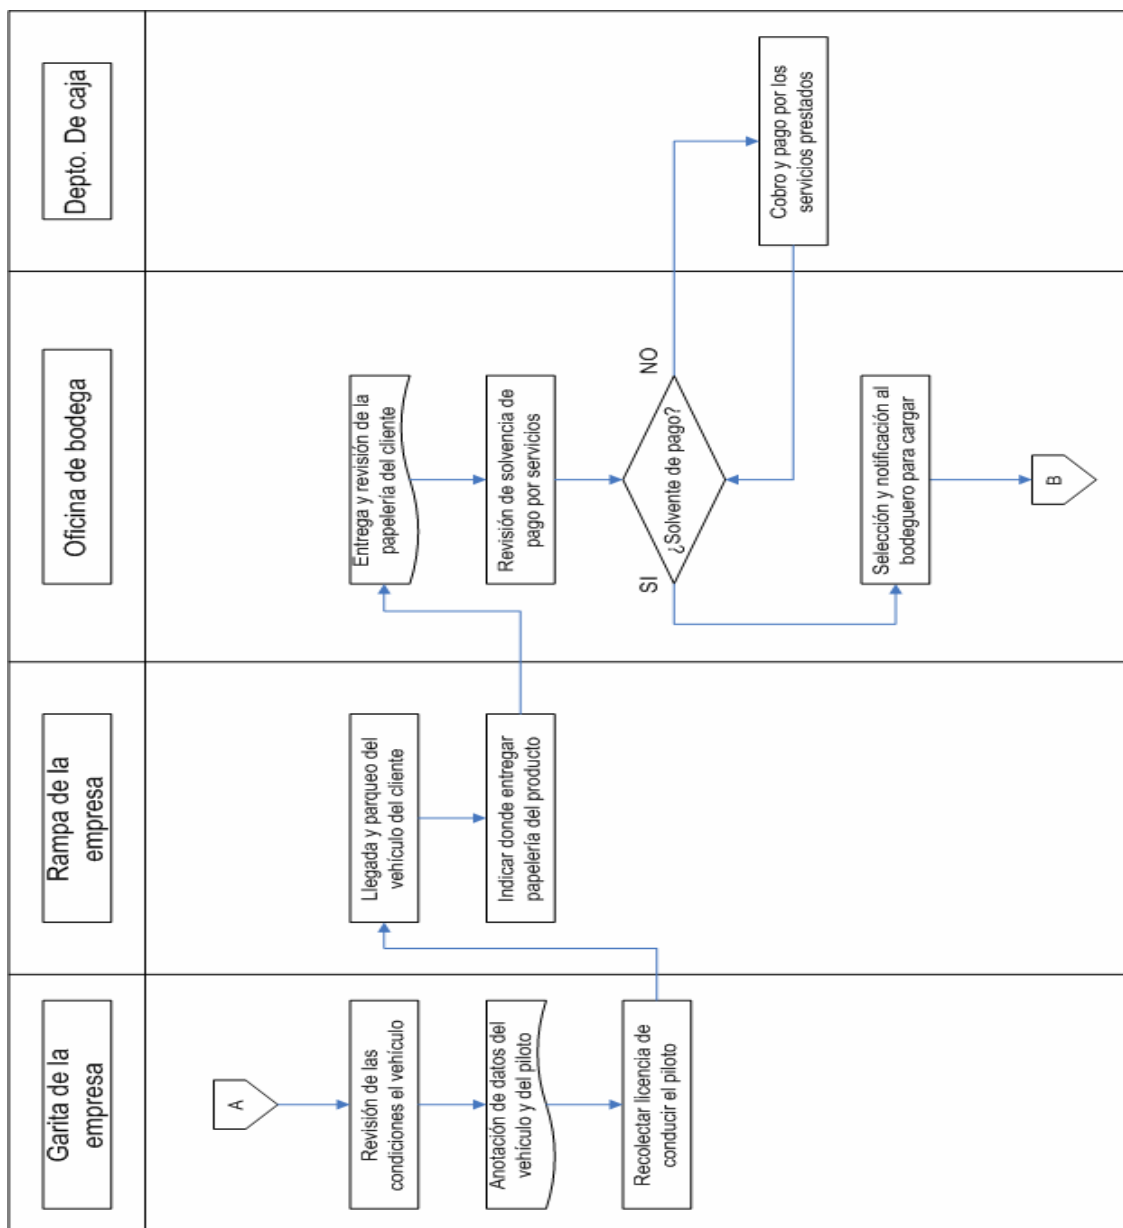 Garita de la
empresa
Rampa de la
empresa
Oficina de bodega
Depto. De caja
A
Revisión de las
condiciones el vehículo
Anotación de datos del
vehículo y del piloto
Recolectar licencia de
conducir el piloto
Llegada y parqueo del
vehículo del cliente
Indicar donde entregar
papelería del producto
Entrega y revisión de la
papelería del cliente
Revisión de solvencia de
pago por servicios
¿Solvente de pago?
SI
NO
Cobro y pago por los
servicios prestados
Selección y notificación al
bodeguero para cargar
B